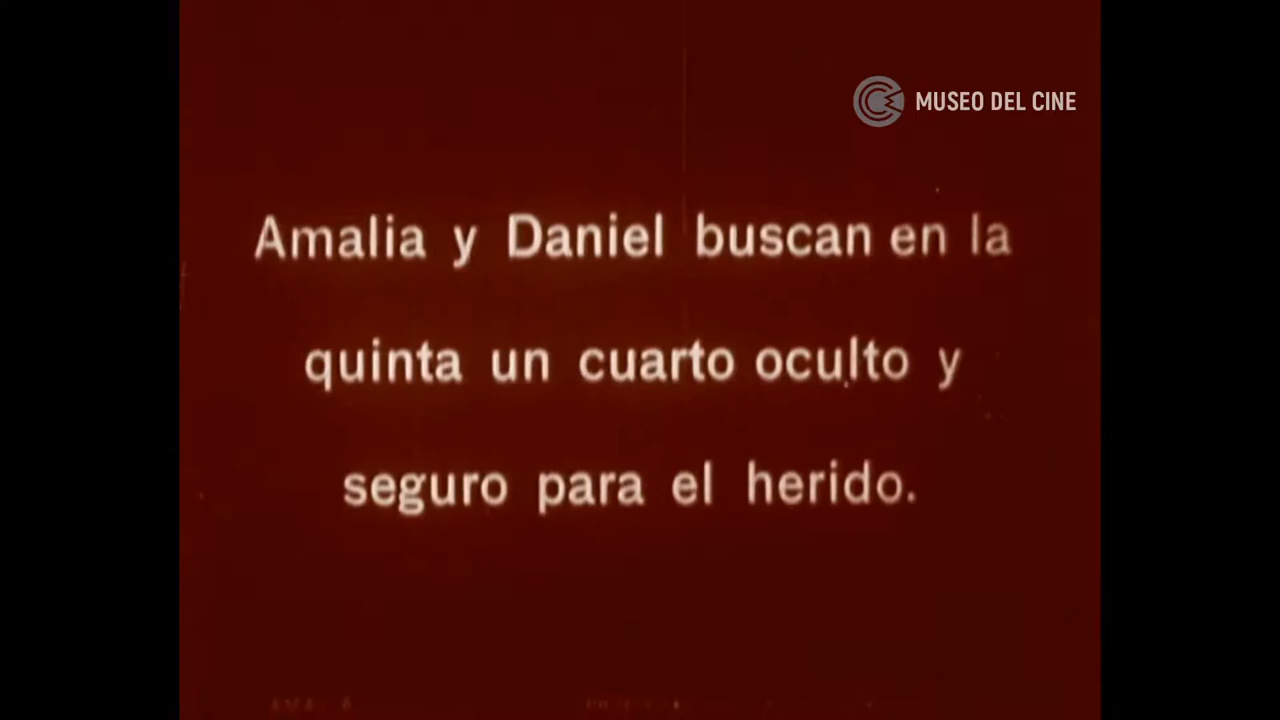 MUSEO DEL CINE
Amalia y Daniel buscan en la
quinta un cuarto oculto y
seguro para el herido.